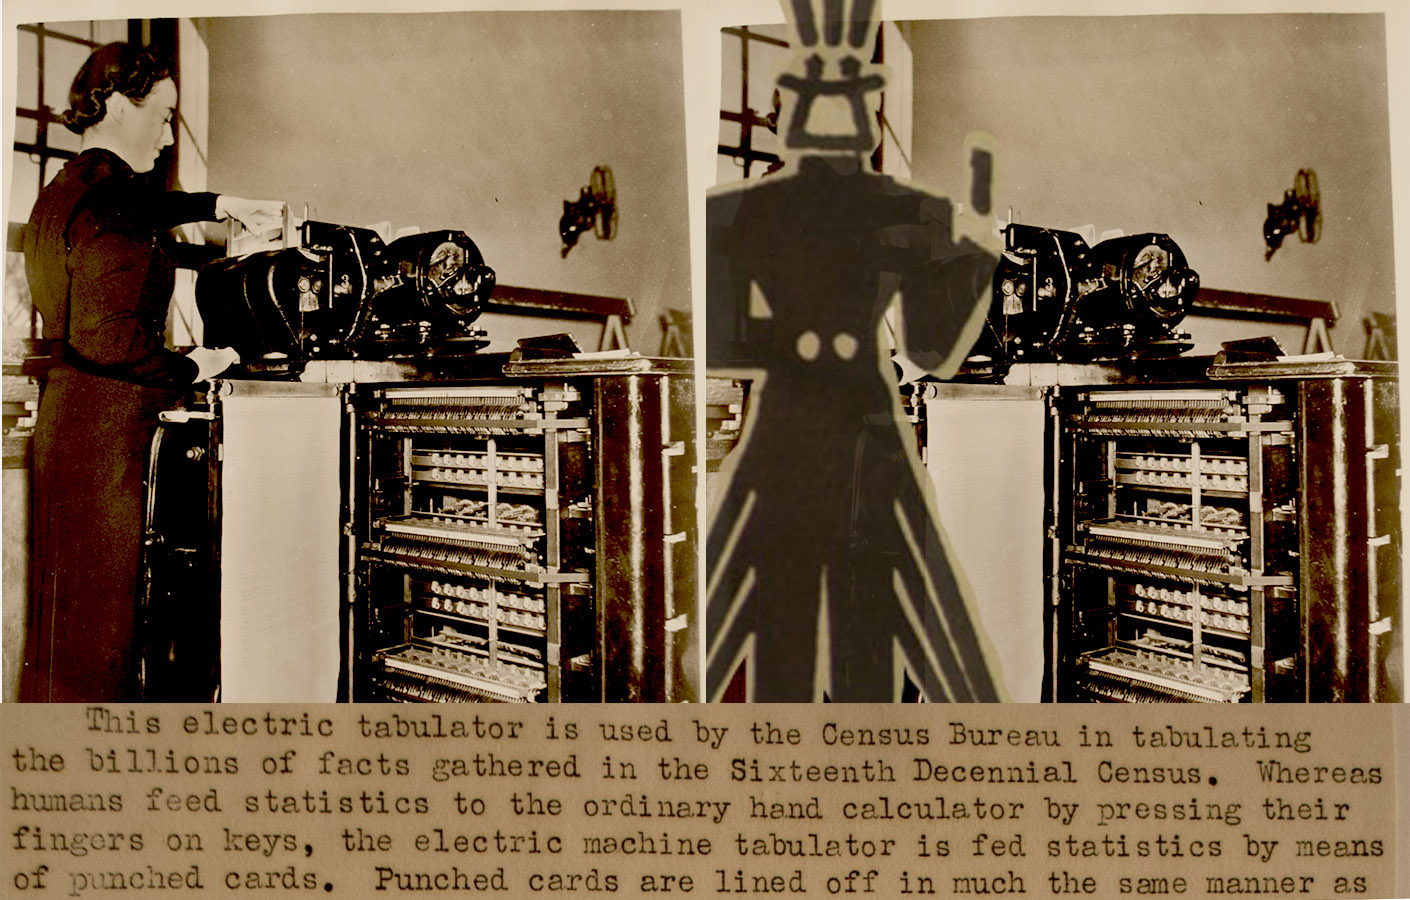 This electric tabulator is used by the Census Bureau in tabulating
the billions of facts gathered in the Sixteenth Decennial Census. Whereas
humans feed statistics to the ordinary hand calculator by pressing their
fingers on keys, the electric machine tabulator is fed statistics by means
of punched cards. Punched cards are lined off in much the same manner as